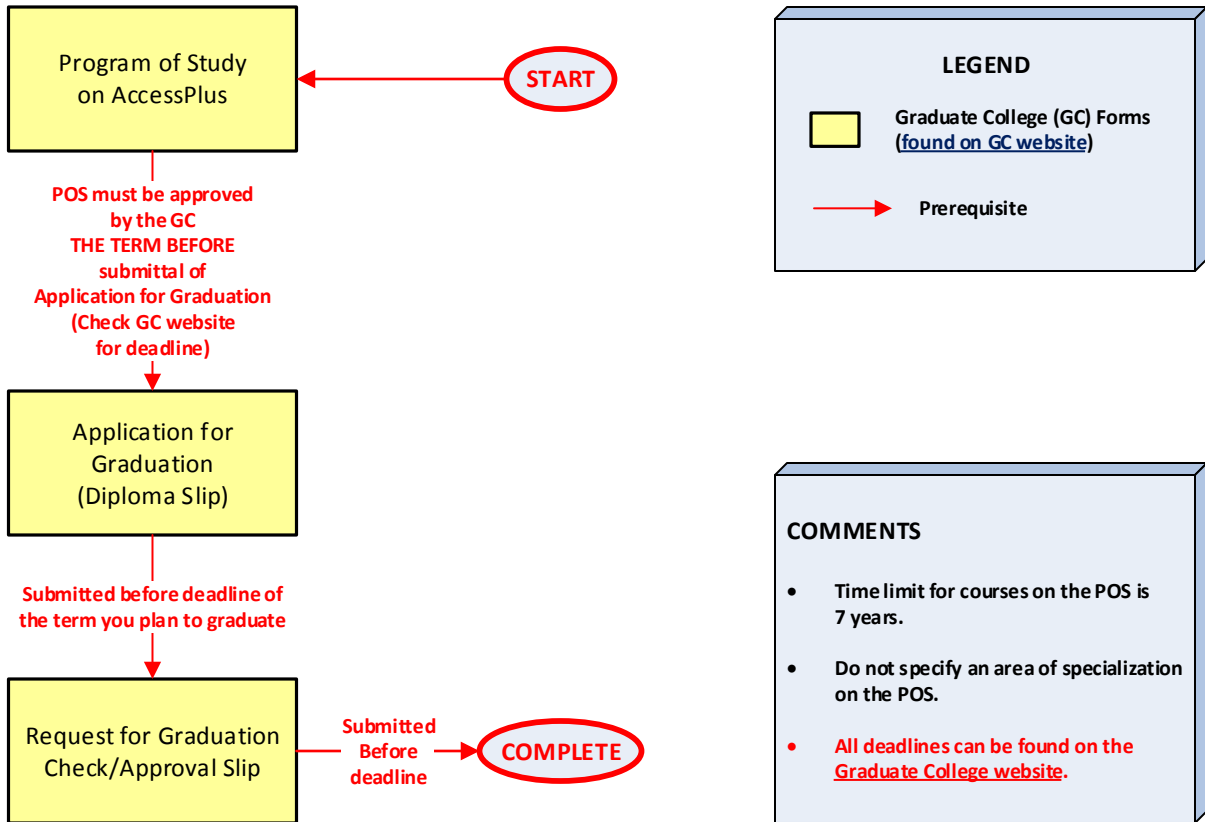 Program of Study
on AccessPlus
START
POS must be approved
by the GC
THE TERM BEFORE
submittal of
Application for Graduation
(Check GC website
for deadline)
Application for
Graduation
(Diploma Slip)
Submitted before deadline of
the term you plan to graduate
Request for Graduation
Check/Approval Slip
Submitted
Before
deadline
COMPLETE
LEGEND
Graduate College (GC) Forms
(found on GC website)
Prerequisite
COMMENTS
• Time limit for courses on the POS is
7 years.
• Do not specify an area of specialization
on the POS.
• All deadlines can be found on the
Graduate College website.